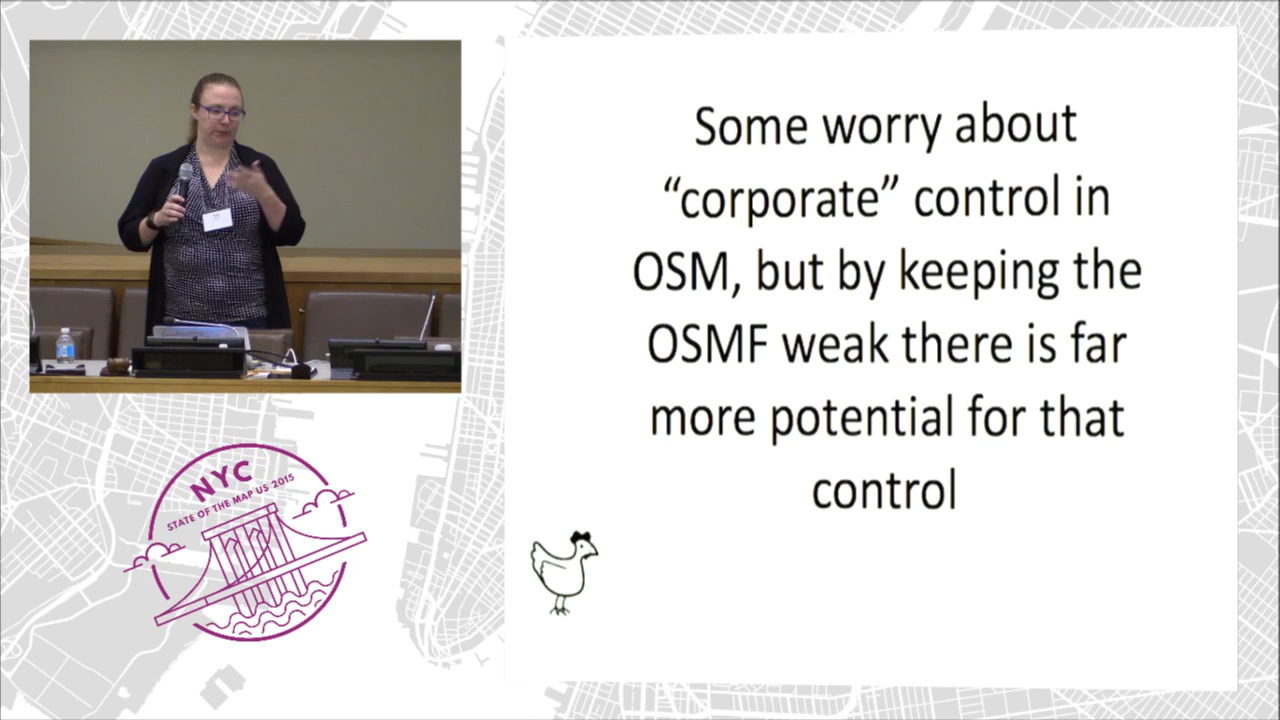 Some worry about
“corporate” control in
OSM, but by keeping the
OSMF weak there is far
more potential for that
control
NYC
STATE OF THE MAP US 2015